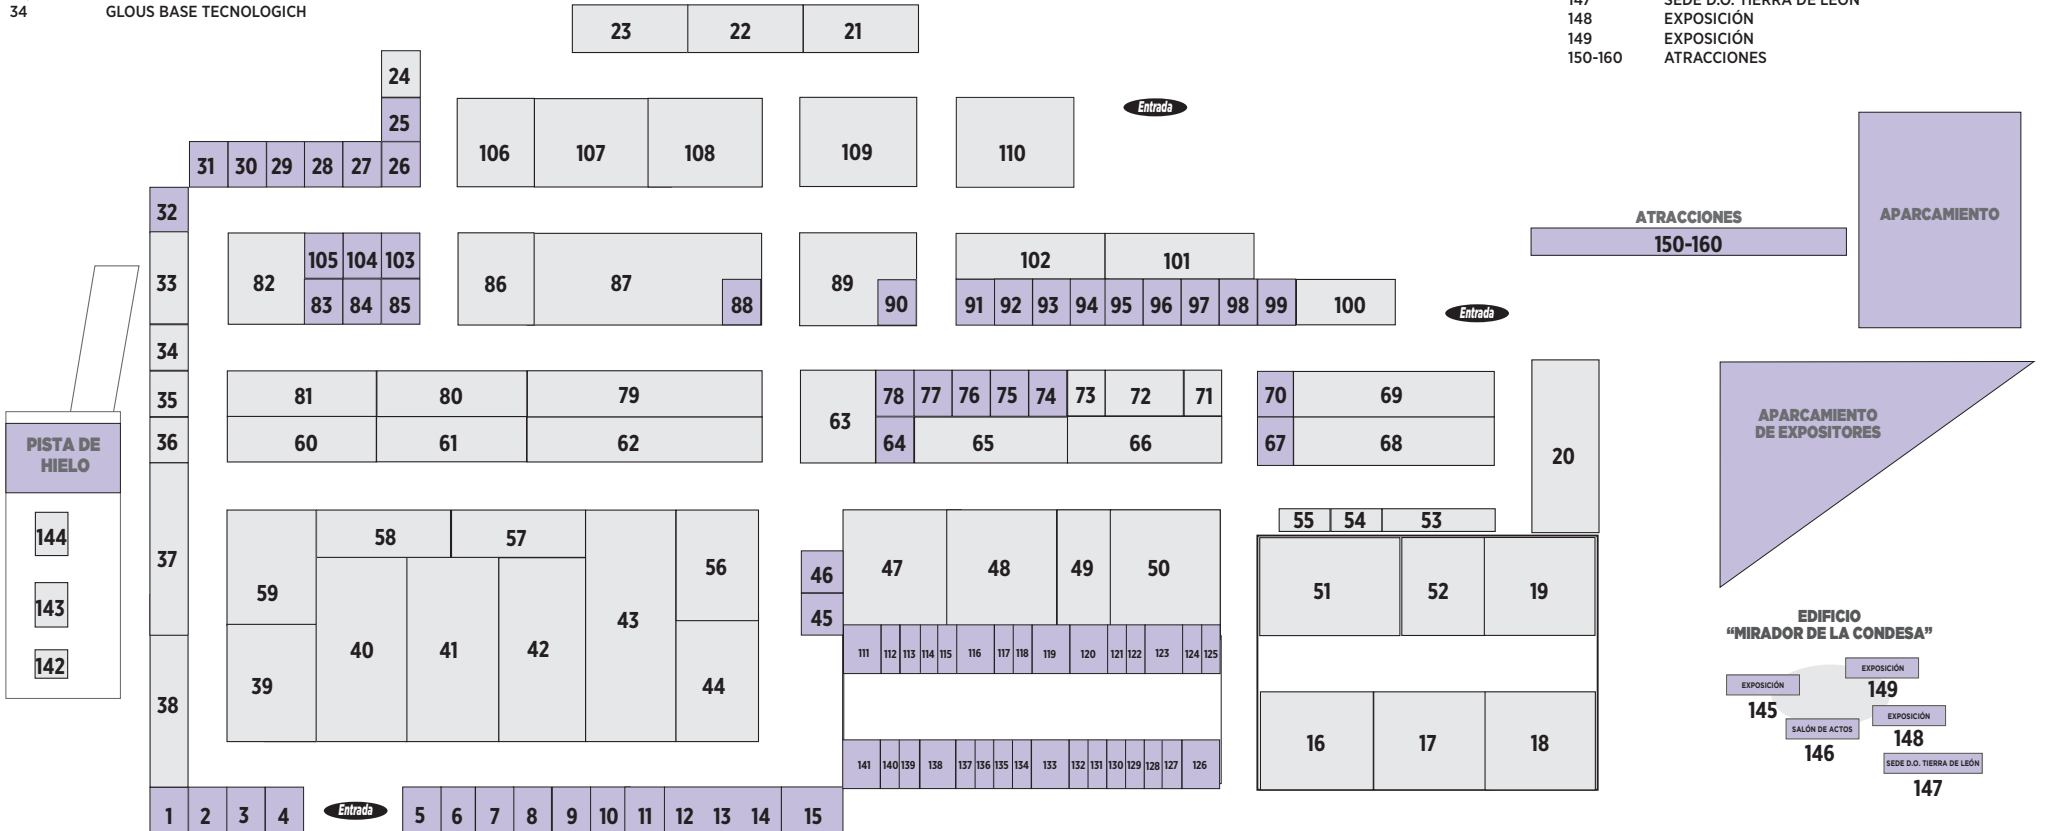 34 GLOUS BASE TECNOLOGICH
147 SEDE D.O. TIERRA DE LEÓN
148 EXPOSICIÓN
149 EXPOSICIÓN
150-160 ATRACCIONES
23 22 21
24
25
Entrada
106 107 108 109 110
31 30 29 28 27 26
32
ATRACCIONES
150-160
APARCAMIENTO
33
82
105 104 103
83 84 85
86 87 88
89 90
102 101
91 92 93 94 95 96 97 98 99 100
Entrada
34
35
81 80 79
63
78 77 76 75 74 73 72 71
70 69
36
60 61 62
64 65 66
67 68
20
APARCAMIENTO
DE EXPOSITORES
PISTA DE
HIELO
144
143
142
37
38
58 57
59
56
43
40 41 42
39
44
46
45
47 48 49 50
55 54 53
51 52 19
111 112 113 114 115 116 117 118 119 120 121 122 123 124 125
141 140 139 138 137 136 135 134 133 132 131 130 129 128 127 126
16 17 18
EDIFICIO
“MIRADOR DE LA CONDESA”
EXPOSICIÓN
149
EXPOSICIÓN
145
EXPOSICIÓN
148
SALÓN DE ACTOS
146
SEDE D.O. TIERRA DE LEÓN
147
1 2 3 4
Entrada
5 6 7 8 9 10 11 12 13 14 15